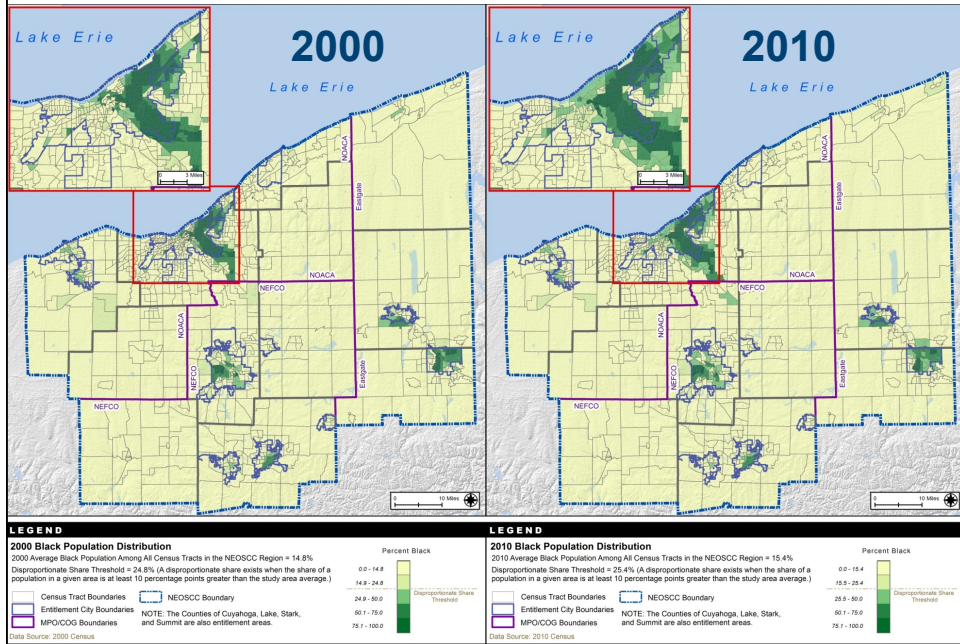 Lake Erie
2000
Lake Erie
0 3 Miles
NOACA
Eastgate
NOACA
NEFCO
NOACA
NEFCO
Eastgate
NEFCO
0 10 Miles
Lake Erie
2010
Lake Erie
0 3 Miles
NOACA
Eastgate
NOACA
NEFCO
NOACA
NEFCO
Eastgate
NEFCO
0 10 Miles
LEGEND
2000 Black Population Distribution
2000 Average Black Population Among All Census Tracts in the NEOSCC Region = 14.8%
Disproportionate Share Threshold = 24.8% (A disproportionate share exists when the share of a
population in a given area is at least 10 percentage points greater than the study area average.)
Census Tract Boundaries
NEOSCC Boundary
Entitlement City Boundaries
NOTE: The Counties of Cuyahoga, Lake, Stark,
and Summit are also entitlement areas.
MPO/COG Boundaries
Data Source: 2000 Census
Percent Black
0.0 - 14.8
14.9 - 24.8
Disproportionate Share
Threshold
24.9 - 50.0
50.1 - 75.0
75.1 - 100.0
LEGEND
2010 Black Population Distribution
2010 Average Black Population Among All Census Tracts in the NEOSCC Region = 15.4%
Disproportionate Share Threshold = 25.4% (A disproportionate share exists when the share of a
population in a given area is at least 10 percentage points greater than the study area average.)
Census Tract Boundaries
NEOSCC Boundary
Entitlement City Boundaries
NOTE: The Counties of Cuyahoga, Lake, Stark,
and Summit are also entitlement areas.
MPO/COG Boundaries
Data Source: 2010 Census
Percent Black
0.0 - 15.4
15.5 - 25.4
Disproportionate Share
Threshold
25.5 - 50.0
50.1 - 75.0
75.1 - 100.0